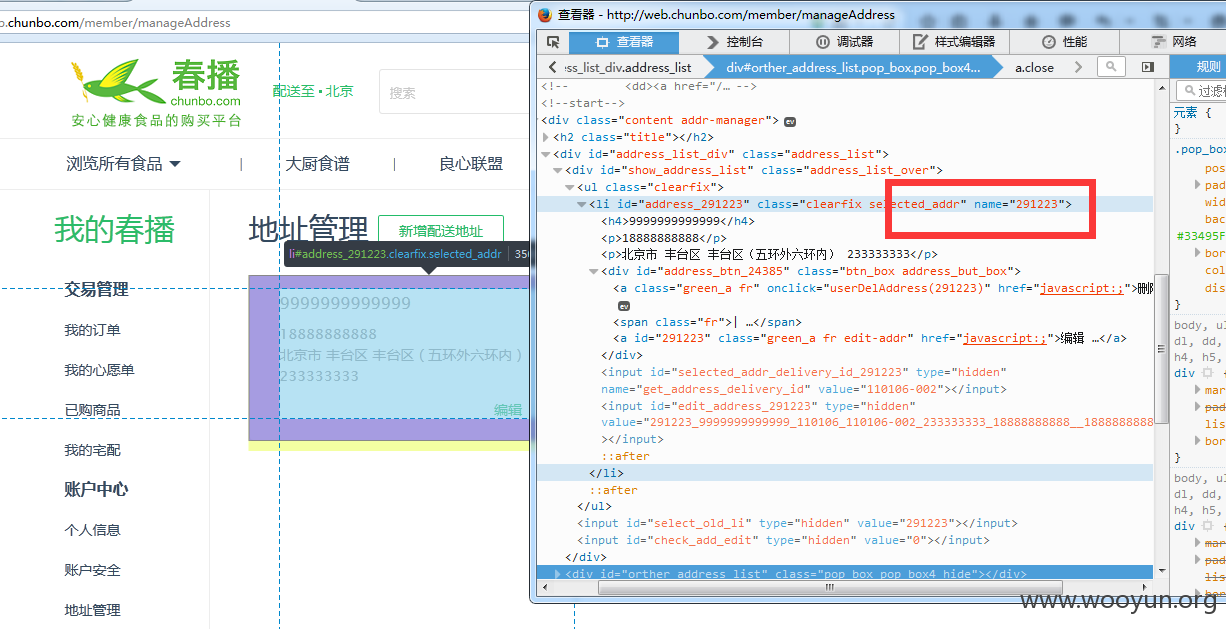 .chunbo.com/member/manageAddress
春播
chunbo.com
安心健康食品的购买平台
配送至·北京
搜索
浏览所有食品
|
大厨食谱
|
良心联盟
我的春播
地址管理
新增配送地址
li#address_291223.clearfix.selected_addr
9999999999999
18888888888
北京市 丰台区 丰台区（五环外六环内）
233333333
编辑
交易管理
我的订单
我的心愿单
已购商品
我的宅配
账户中心
个人信息
账户安全
地址管理
查看器 - http://web.chunbo.com/member/manageAddress
查看器
控制台
调试器
样式编辑器
性能
网络
ess_list_div.address_list
div#orther_address_list.pop_box.pop_box4...
a.close
规则
<!-- <dd><a href="/… -->
<!--start-->
<div class="content addr-manager"> ev
<h2 class="title"></h2>
<div id="address_list_div" class="address_list">
<div id="show_address_list" class="address_list_over">
<ul class="clearfix">
<li id="address_291223" class="clearfix selected_addr" name="291223">
<h4>9999999999999</h4>
<p>18888888888</p>
<p>北京市 丰台区 丰台区（五环外六环内） 233333333</p>
<div id="address_btn_24385" class="btn_box address_but_box">
<a class="green_a fr" onclick="userDelAddress(291223)" href="javascript:;">删
ev
<span class="fr">| …</span>
<a id="291223" class="green_a fr edit-addr" href="javascript:;">编辑 …</a>
</div>
<input id="selected_addr_delivery_id_291223" type="hidden"
name="get_address_delivery_id" value="110106-002"></input>
<input id="edit_address_291223" type="hidden"
value="291223_9999999999999_110106_110106-002_233333333_18888888888__18888888888
></input>
::after
</li>
::after
</ul>
<input id="select_old_li" type="hidden" value="291223"></input>
<input id="check_add_edit" type="hidden" value="0"></input>
</div>
<div id="orther_address_list" class="pop_box pop_box4 hide"></div>
元素 {
}
.pop_box
pos
pad
wid
bac
#33495F
bor
col
dis
}
body, ul
dl, dd,
h4, h5,
div {
mar
pad
lis
bor
}
body, ul
dl, dd,
h4, h5,
div {
mar
pad
lis
bor
www.wooyun.org